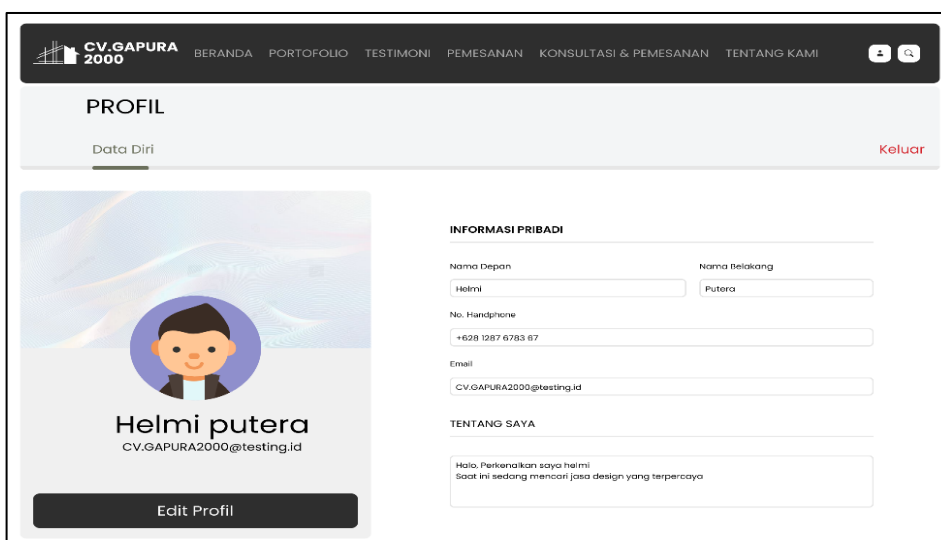 CV.GAPURA
2000
BERANDA PORTOFOLIO TESTIMONI PEMESANAN KONSULTASI & PEMESANAN TENTANG KAMI
PROFIL
Data Diri
Keluar
Helmi putera
CV.GAPURA2000@testing.id
Edit Profil
INFORMASI PRIBADI
Nama Depan
Nama Belakang
Helmi
Putera
No. Handphone
+628 1287 6783 67
Email
CV.GAPURA2000@testing.id
TENTANG SAYA
Halo, Perkenalkan saya helmi
Saat ini sedang mencari jasa design yang terpercaya